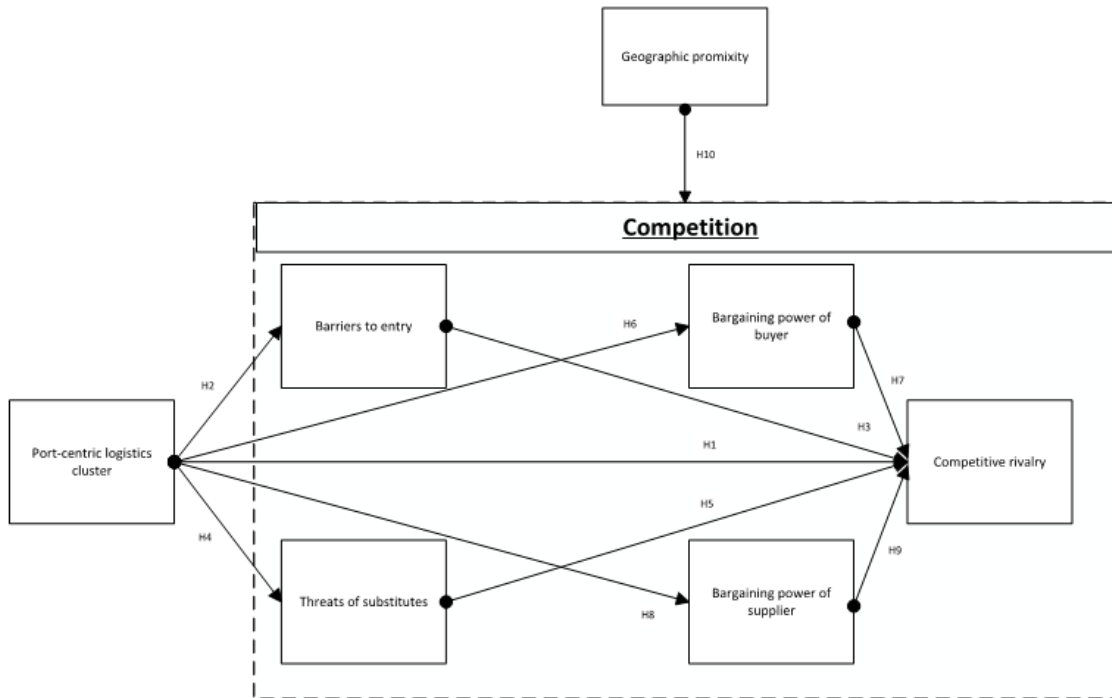 Geographic promixity
H10
Competition
Barriers to entry
H6
Bargaining power of
buyer
H2
H7
Port-centric logistics
cluster
H1
H3
Competitive rivalry
H4
H5
H9
Threats of substitutes
H8
Bargaining power of
supplier